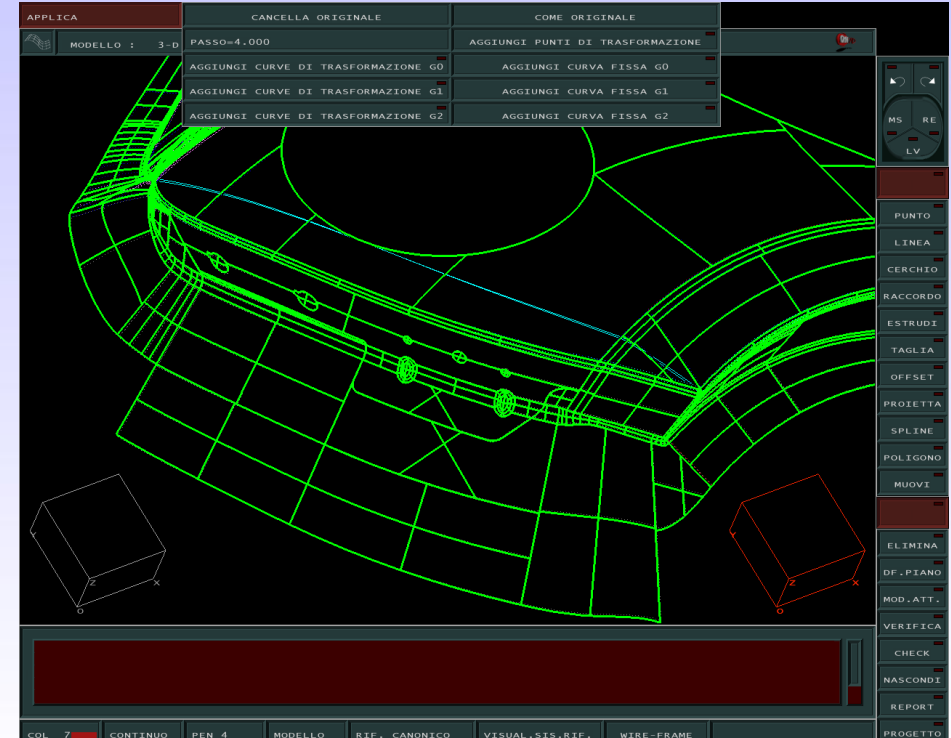 APPLICA
CANCELLA ORIGINALE
COME ORIGINALE
MODELLO : 3-D
PASSO=4.000
AGGIUNGI PUNTI DI TRASFORMAZIONE
AGGIUNGI CURVE DI TRASFORMAZIONE G0
AGGIUNGI CURVA FISSA G0
AGGIUNGI CURVE DI TRASFORMAZIONE G1
AGGIUNGI CURVA FISSA G1
AGGIUNGI CURVE DI TRASFORMAZIONE G2
AGGIUNGI CURVA FISSA G2
MS
RE
LV
PUNTO
LINEA
CERCHIO
RACCORDO
ESTRUDI
TAGLIA
OFFSET
PROIETTA
SPLINE
POLIGONO
MUOVI
ELIMINA
DF.PIANO
MOD.ATT.
VERIFICA
CHECK
NASCONDI
REPORT
PROGETTO
Y
Z
X
O
Y
Z
X
O
COL 7
CONTINUO
PEN 4
MODELLO
RIF. CANONICO
VISUAL.SIS.RIF.
WIRE-FRAME